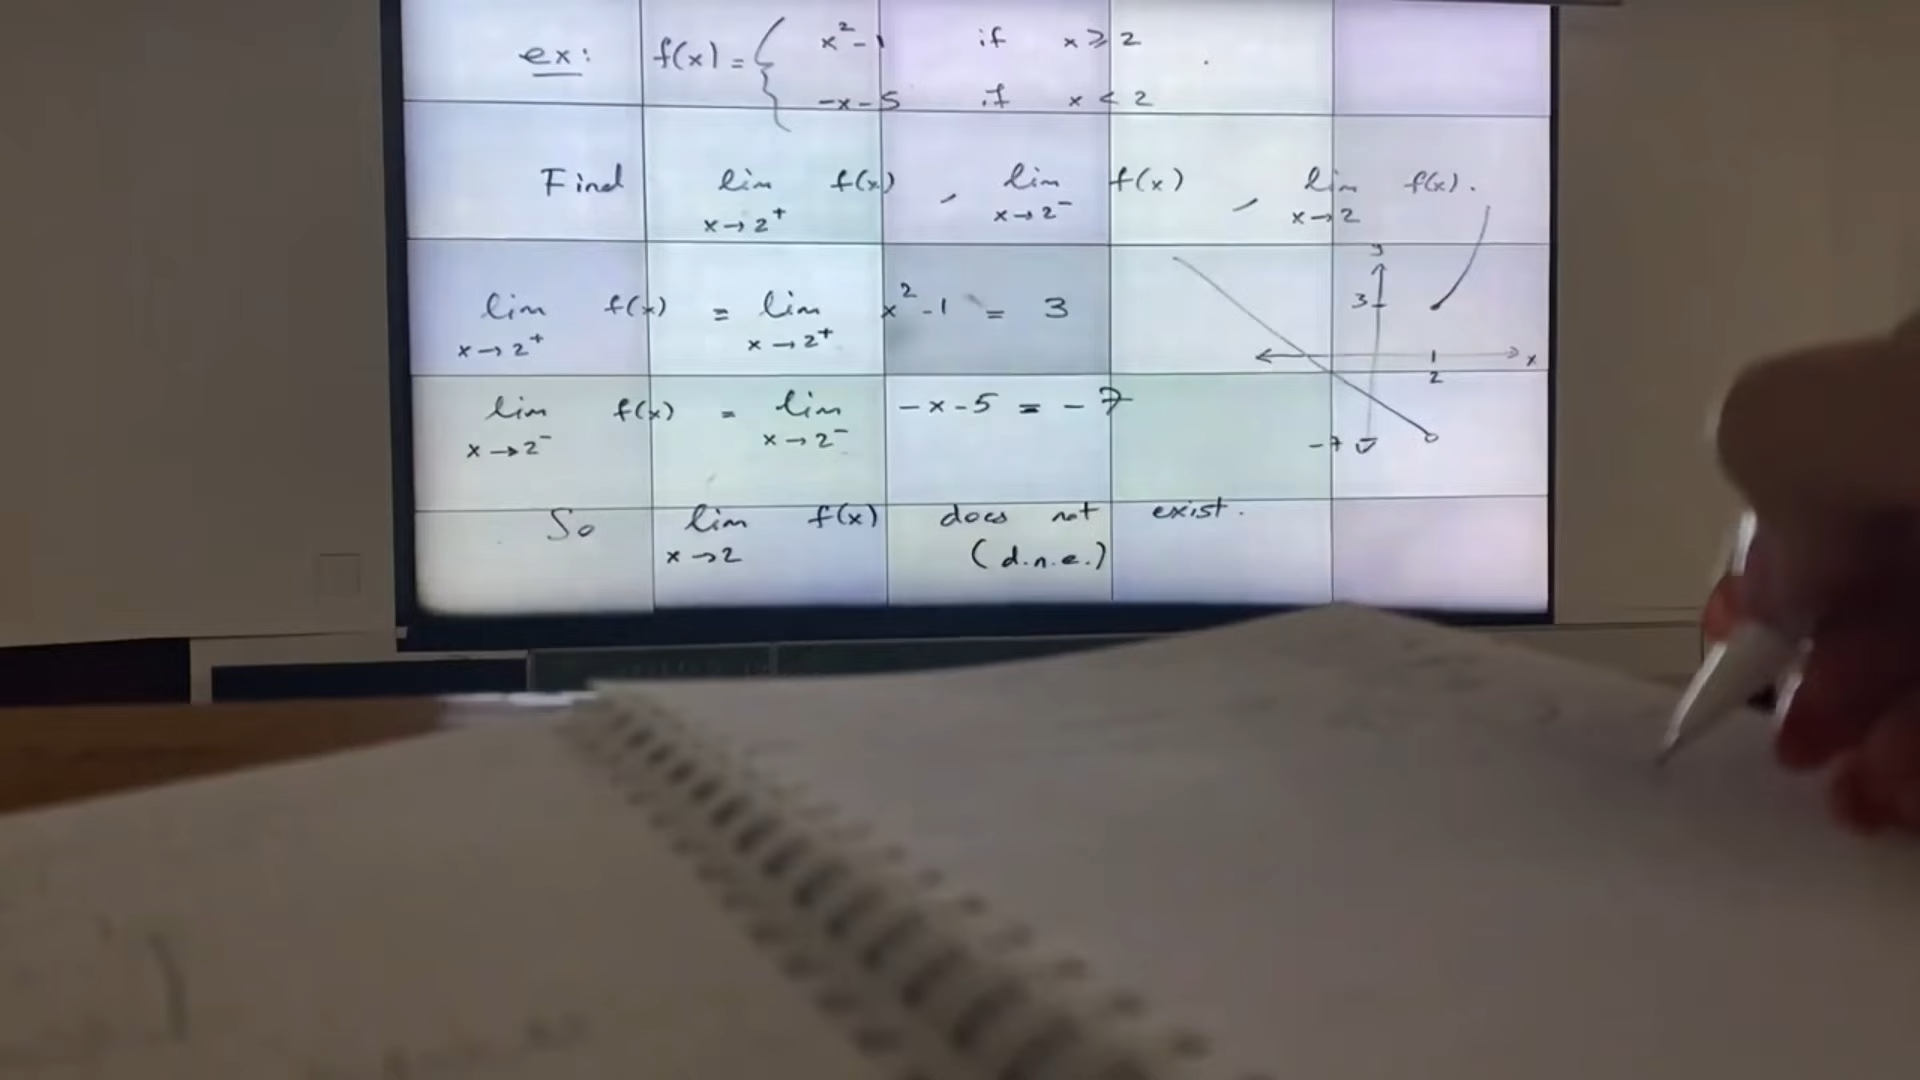 ex: f(x) = { x² - 1 if x ≥ 2
-x - 5 if x < 2
Find lim x→2⁺ f(x), lim x→2⁻ f(x), lim x→2 f(x).
lim x→2⁺ f(x) = lim x→2⁺ x² - 1 = 3
lim x→2⁻ f(x) = lim x→2⁻ -x - 5 = -7
So lim x→2 f(x) does not exist.
(d.n.e.)
y
3
x
2
-7